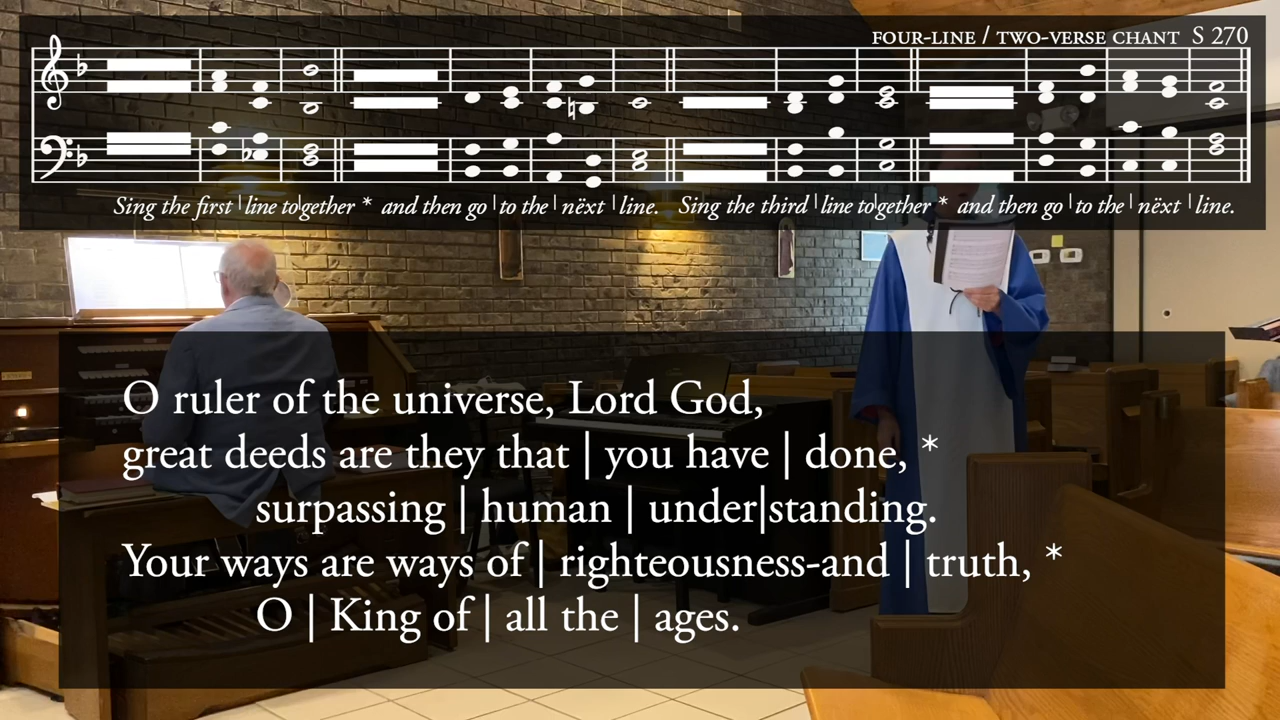 FOUR-LINE / TWO-VERSE CHANT S 270
Sing the first | line to|gether * and then go | to the | nëxt | line. Sing the third | line to|gether * and then go | to the | nëxt | line.
O ruler of the universe, Lord God,
great deeds are they that | you have | done, *
surpassing | human | under|standing.
Your ways are ways of | righteousness-and | truth, *
O | King of | all the | ages.